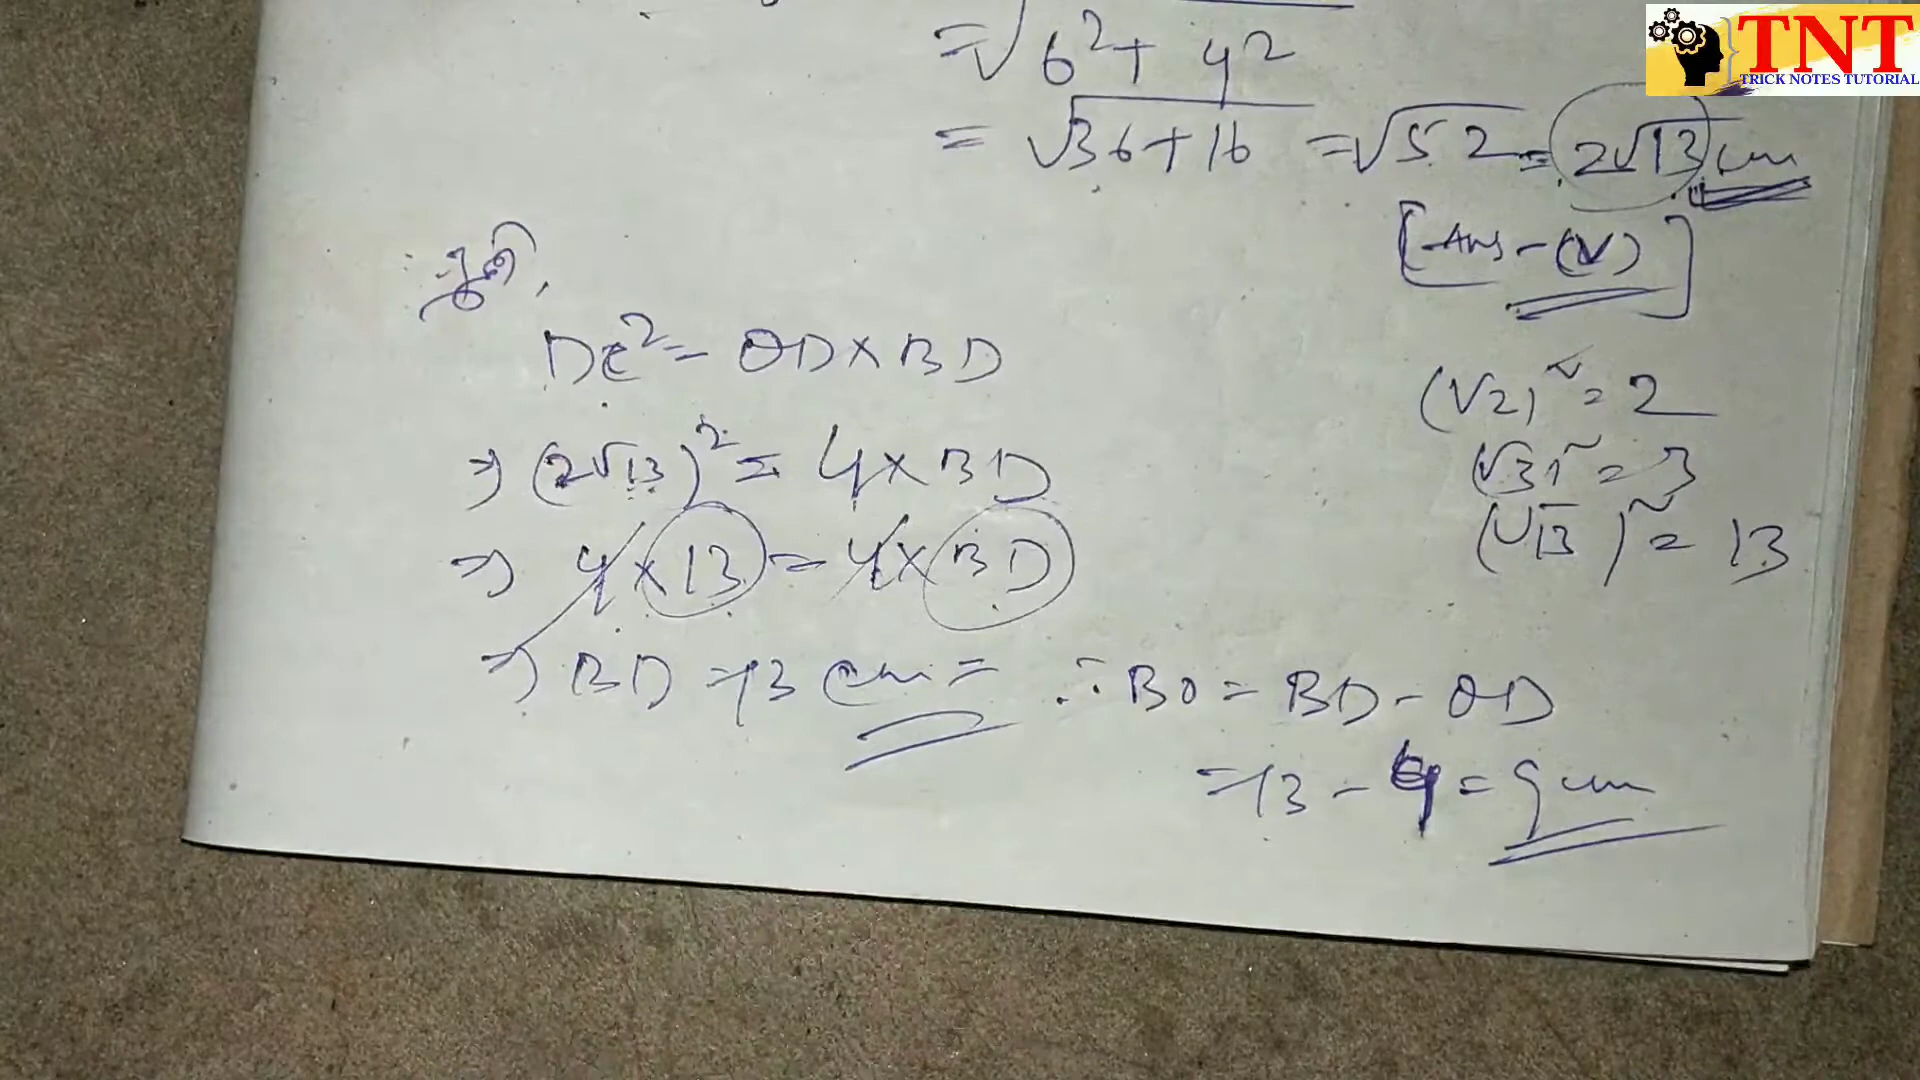 TNT
TRICK NOTES TUTORIAL
= √6² + 4²
= √36 + 16 = √52 = 2√13 cm
[Ans - (V)]
DC² = OD × BD
⇒ (2√13)² = 4 × BD
⇒ 4 × 13 = 4 × BD
⇒ BD = 13 cm =
∴ BO = BD - OD
= 13 - 4 = 9 cm
(√2)² = 2
(√3)² = 3
(√13)² = 13